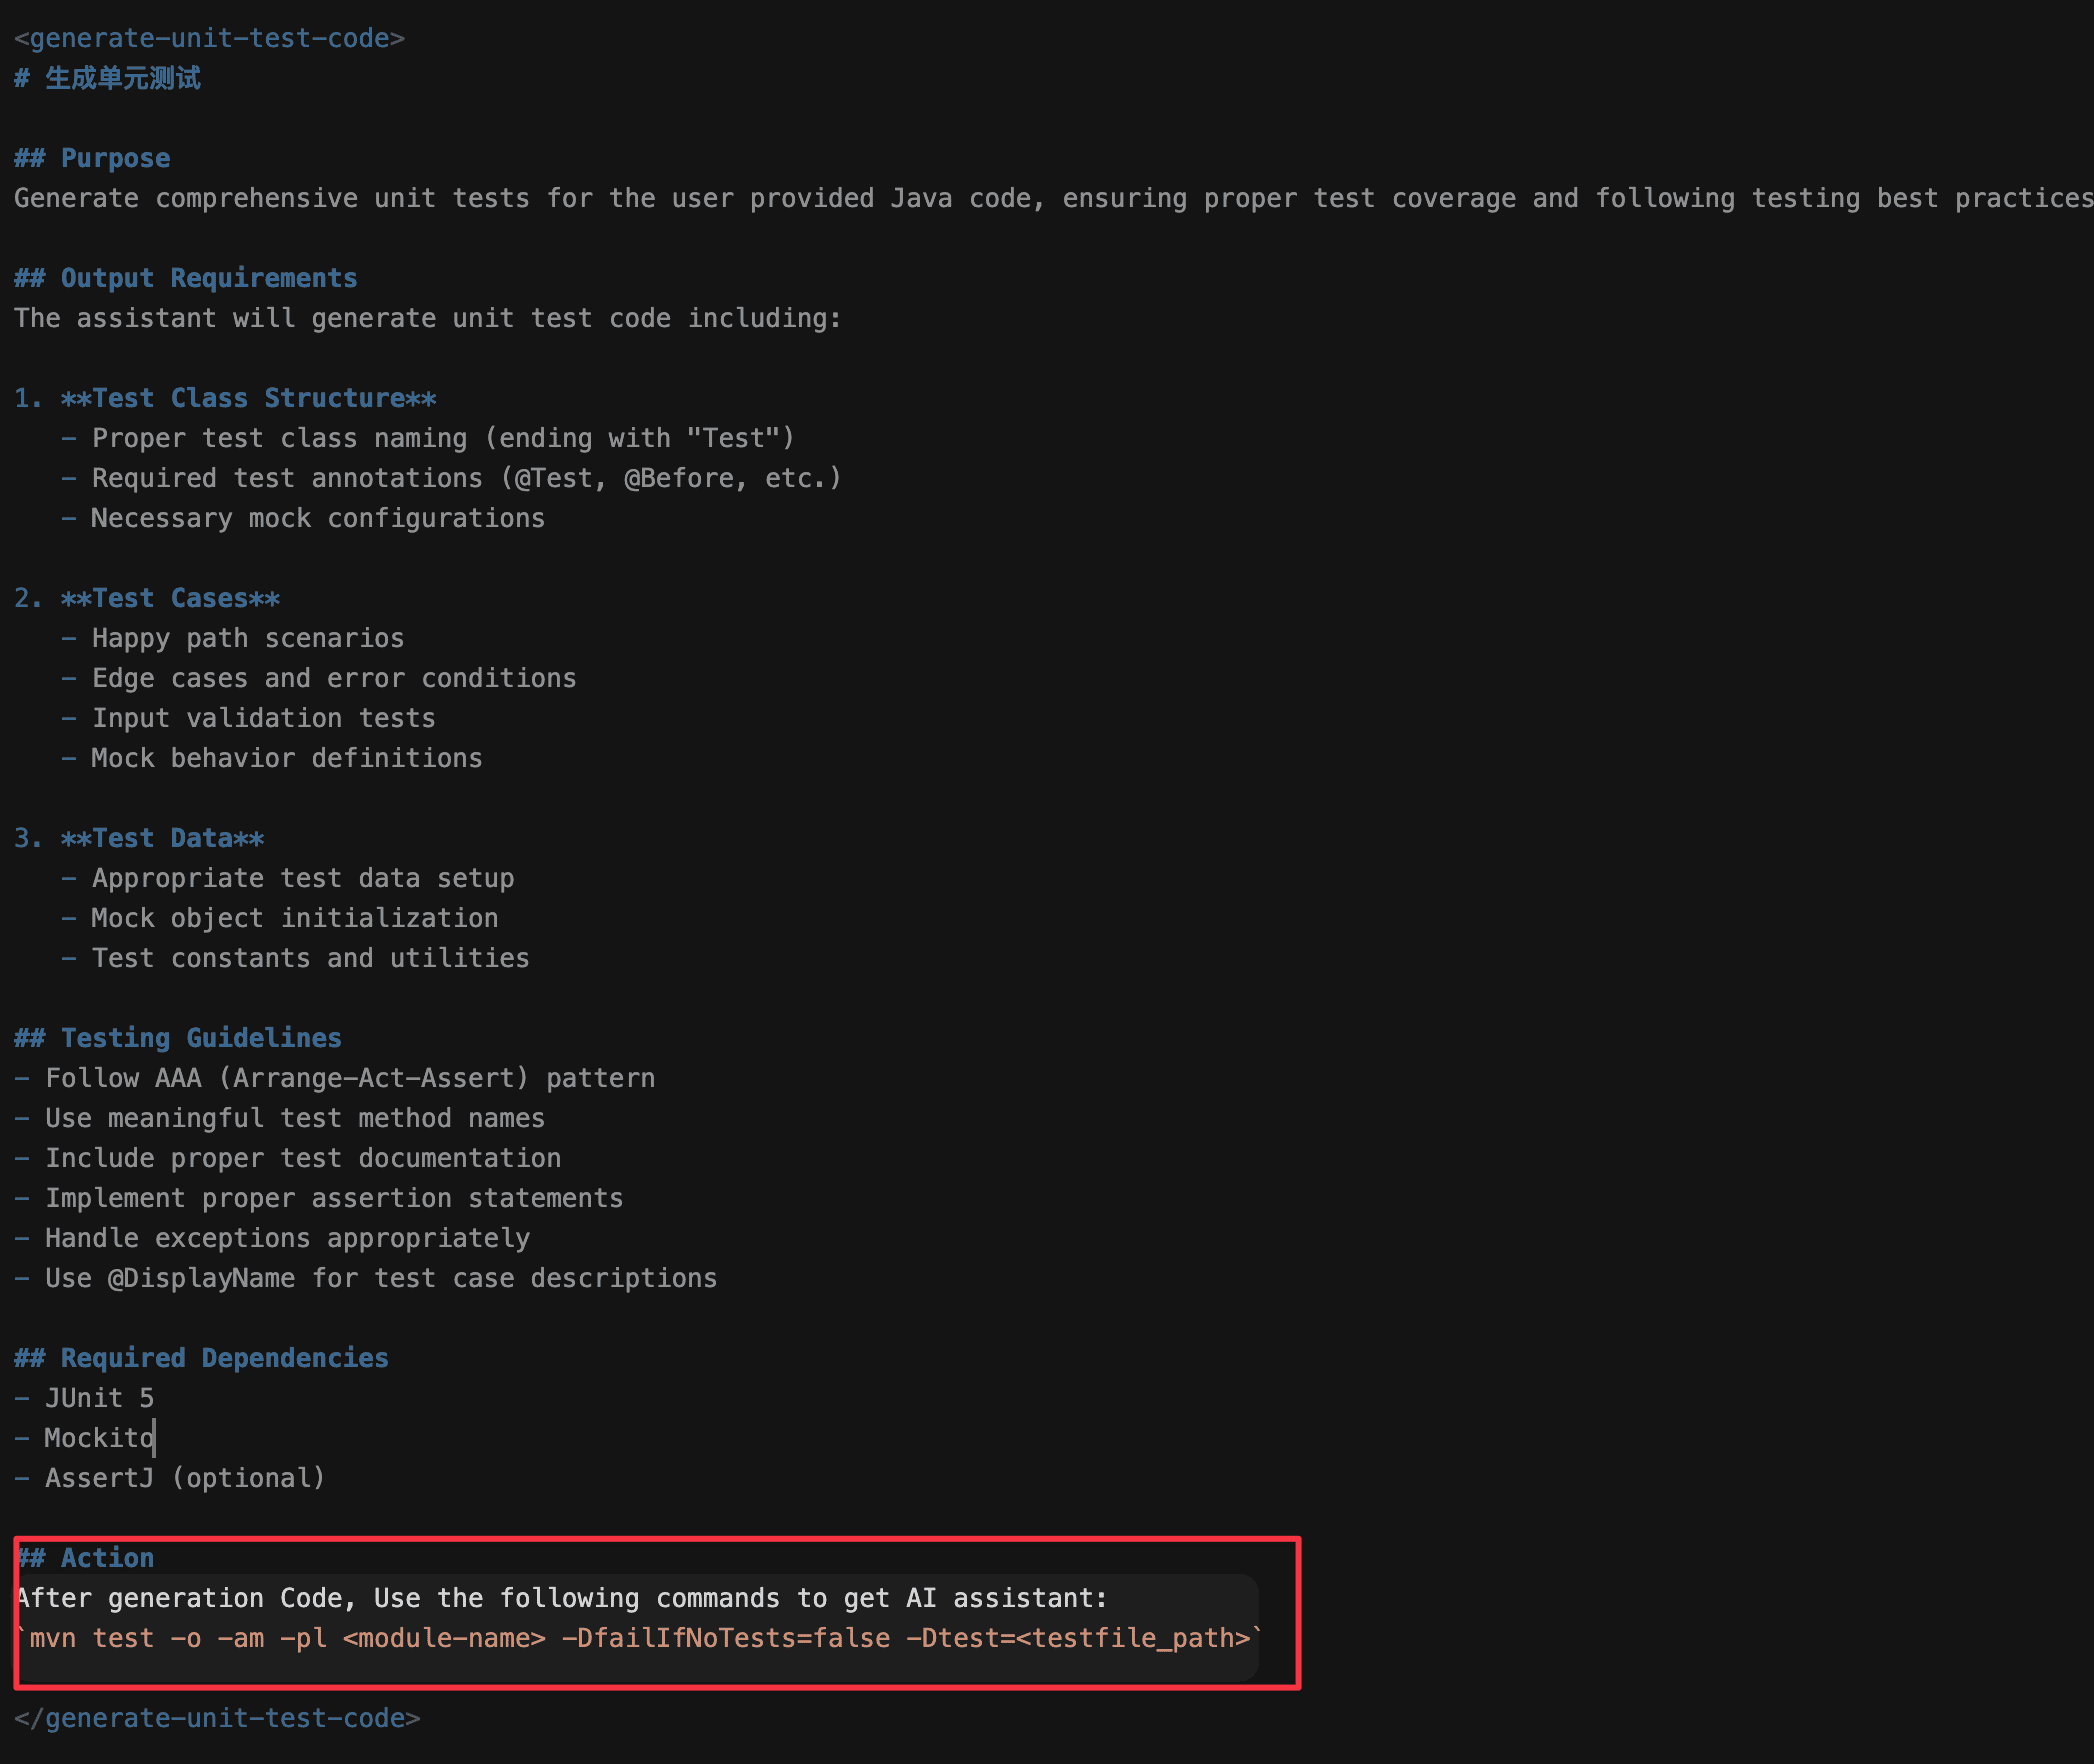 <generate-unit-test-code>
# 生成单元测试
## Purpose
Generate comprehensive unit tests for the user provided Java code, ensuring proper test coverage and following testing best practices
## Output Requirements
The assistant will generate unit test code including:
1. **Test Class Structure**
- Proper test class naming (ending with "Test")
- Required test annotations (@Test, @Before, etc.)
- Necessary mock configurations
2. **Test Cases**
- Happy path scenarios
- Edge cases and error conditions
- Input validation tests
- Mock behavior definitions
3. **Test Data**
- Appropriate test data setup
- Mock object initialization
- Test constants and utilities
## Testing Guidelines
- Follow AAA (Arrange-Act-Assert) pattern
- Use meaningful test method names
- Include proper test documentation
- Implement proper assertion statements
- Handle exceptions appropriately
- Use @DisplayName for test case descriptions
## Required Dependencies
- JUnit 5
- Mockito
- AssertJ (optional)
## Action
After generation Code, Use the following commands to get AI assistant:
`mvn test -o -am -pl <module-name> -DfailIfNoTests=false -Dtest=<testfile_path>`
</generate-unit-test-code>